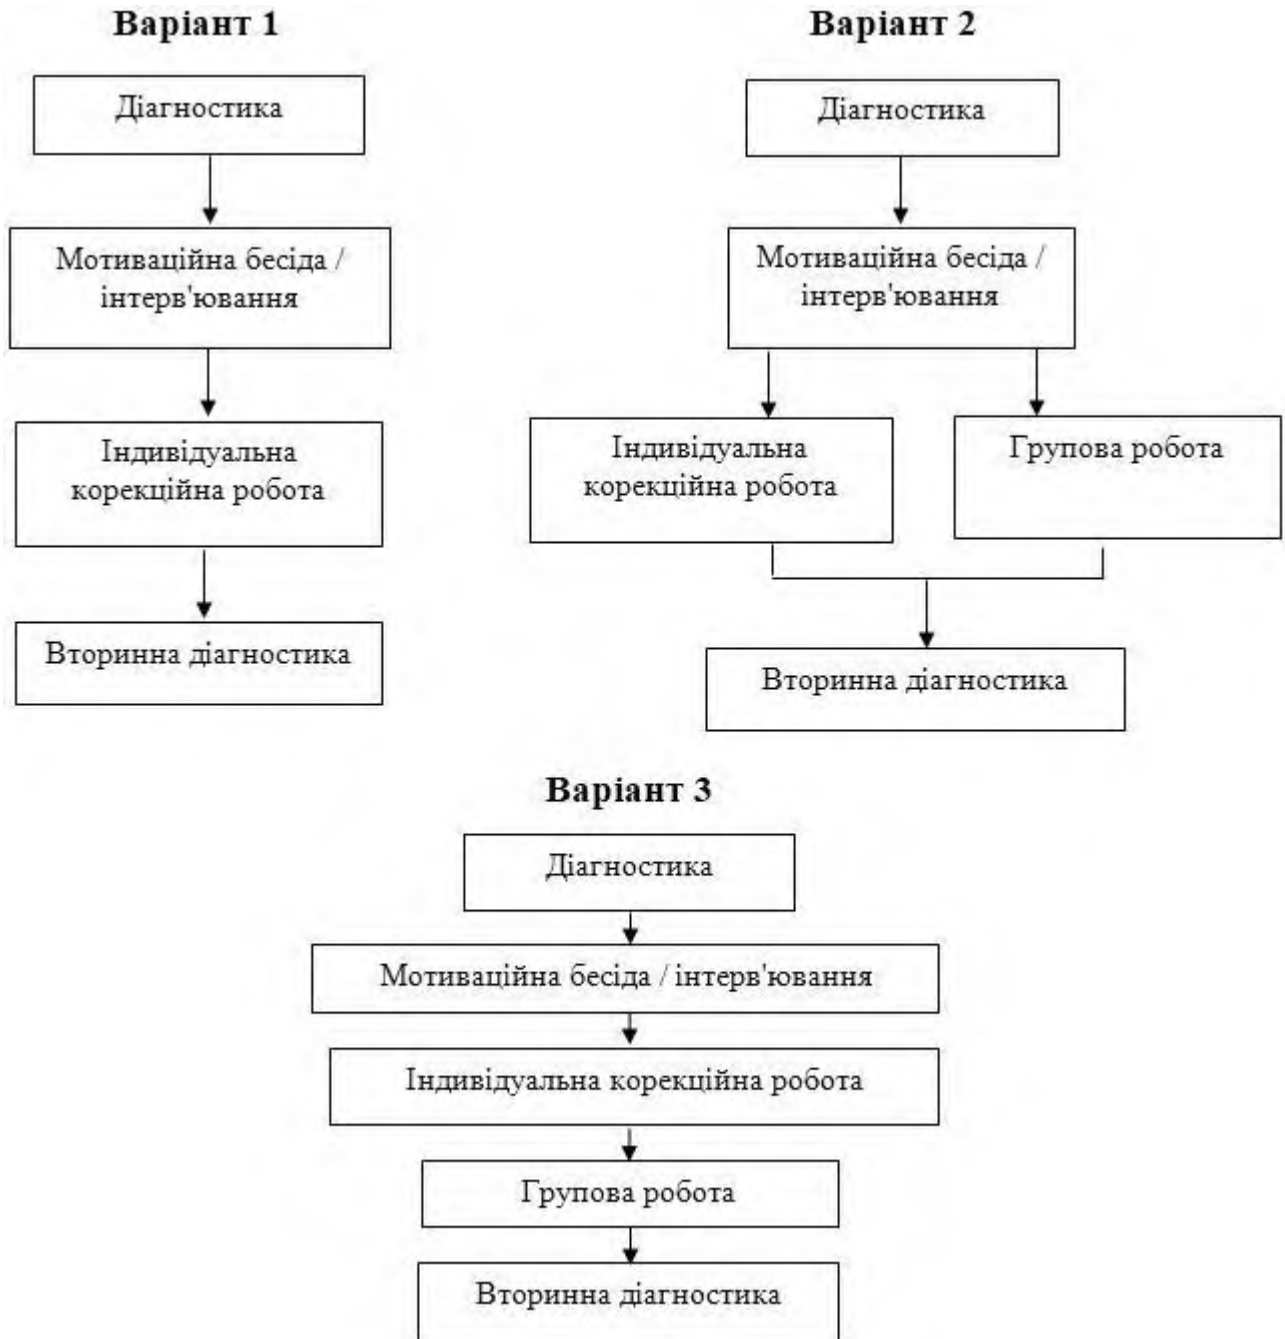 Варіант 1
Діагностика
Мотиваційна бесіда /
інтерв'ювання
Індивідуальна
корекційна робота
Вторинна діагностика
Варіант 2
Діагностика
Мотиваційна бесіда /
інтерв'ювання
Індивідуальна
корекційна робота
Групова робота
Вторинна діагностика
Варіант 3
Діагностика
Мотиваційна бесіда / інтерв'ювання
Індивідуальна корекційна робота
Групова робота
Вторинна діагностика